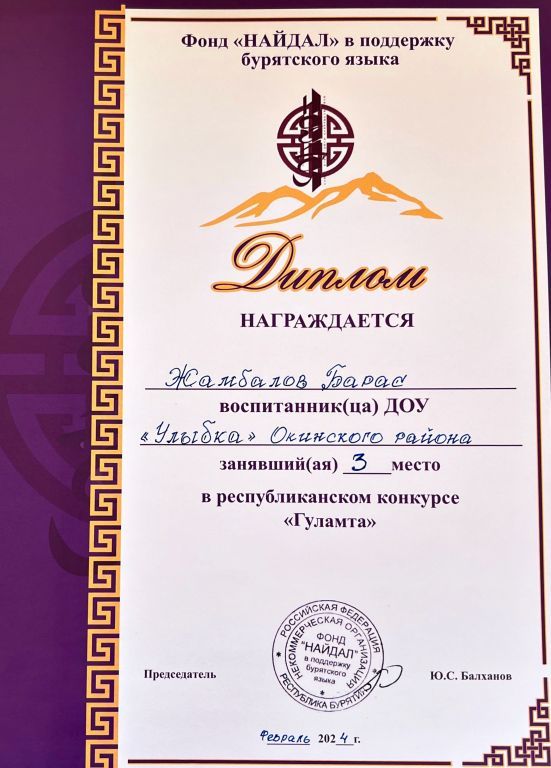 Фонд «НАЙДАЛ» в поддержку
бурятского языка
Диплом
НАГРАЖДАЕТСЯ
Жамбалов Барас
воспитанник(ца) ДОУ
«Улыбка» Окинского района
занявший(ая) 3 место
в республиканском конкурсе
«Гуламта»
РОССИЙСКАЯ ФЕДЕРАЦИЯ
НЕКОММЕРЧЕСКАЯ ОРГАНИЗАЦИЯ
ФОНД
"НАЙДАЛ"
в поддержку
бурятского
языка
РЕСПУБЛИКА БУРЯТИЯ
Председатель Ю.С. Балханов
Февраль 2024 г.